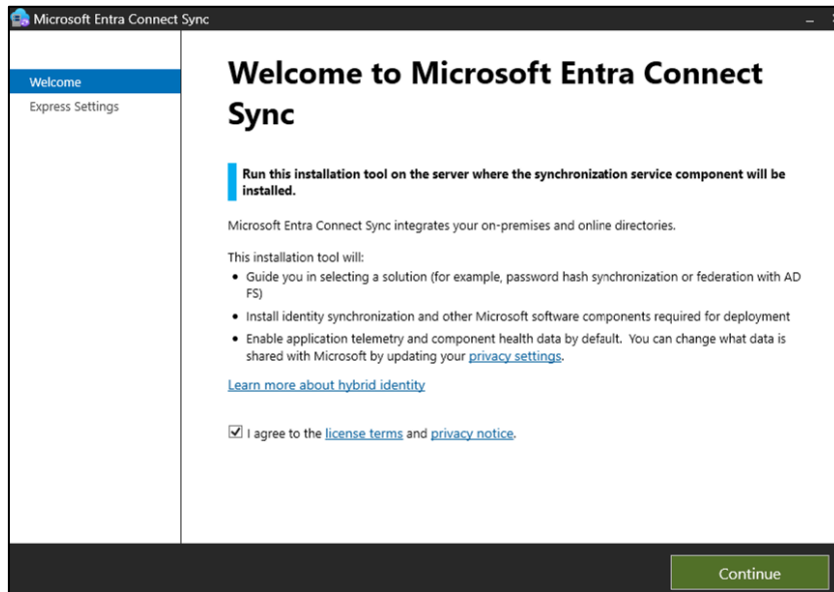 Microsoft Entra Connect Sync
Welcome
Express Settings
Welcome to Microsoft Entra Connect
Sync
Run this installation tool on the server where the synchronization service component will be
installed.
Microsoft Entra Connect Sync integrates your on-premises and online directories.
This installation tool will:
• Guide you in selecting a solution (for example, password hash synchronization or federation with AD
FS)
• Install identity synchronization and other Microsoft software components required for deployment
• Enable application telemetry and component health data by default. You can change what data is
shared with Microsoft by updating your privacy settings.
Learn more about hybrid identity
I agree to the license terms and privacy notice.
Continue